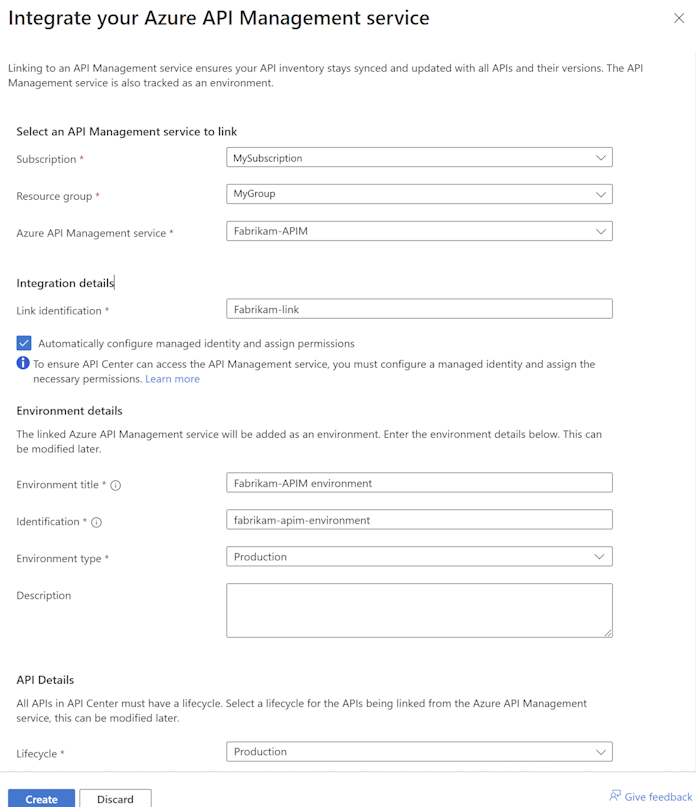 Integrate your Azure API Management service
Linking to an API Management service ensures your API inventory stays synced and updated with all APIs and their versions. The API
Management service is also tracked as an environment.
Select an API Management service to link
Subscription *
MySubscription
Resource group *
MyGroup
Azure API Management service *
Fabrikam-APIM
Integration details
Link identification *
Fabrikam-link
Automatically configure managed identity and assign permissions
To ensure API Center can access the API Management service, you must configure a managed identity and assign the
necessary permissions. Learn more
Environment details
The linked Azure API Management service will be added as an environment. Enter the environment details below. This can
be modified later.
Environment title *
Fabrikam-APIM environment
Identification *
fabrikam-apim-environment
Environment type *
Production
Description
API Details
All APIs in API Center must have a lifecycle. Select a lifecycle for the APIs being linked from the Azure API Management
service, this can be modified later.
Lifecycle *
Production
Create
Discard
Give feedback